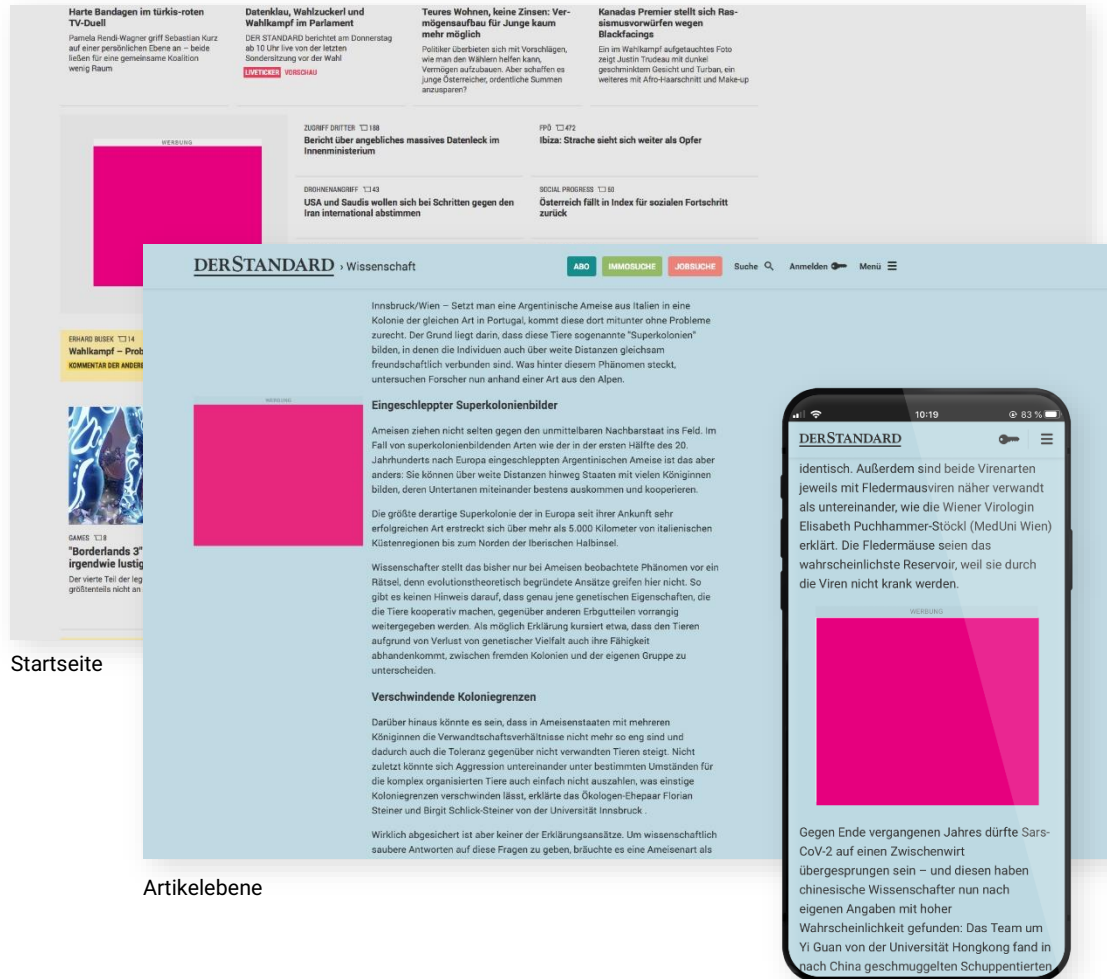 Harte Bandagen im türkis-roten
TV-Duell
Pamela Rendi-Wagner griff Sebastian Kurz
auf einer persönlichen Ebene an – beide
ließen für eine gemeinsame Koalition
wenig Raum
Datenklau, Wahlzuckerl und
Wahlkampf im Parlament
DER STANDARD berichtet am Donnerstag
ab 10 Uhr live von der letzten
Sondersitzung vor der Wahl
LIVETICKER VORSCHAU
Teures Wohnen, keine Zinsen: Ver-
mögensaufbau für Junge kaum
mehr möglich
Politiker überbieten sich mit Vorschlägen,
wie man den Wählern helfen kann,
Vermögen aufzubauen. Aber schaffen es
junge Österreicher, ordentliche Summen
anzusparen?
Kanadas Premier stellt sich Ras-
sismusvorwürfen wegen
Blackfacings
Ein im Wahlkampf aufgetauchtes Foto
zeigt Justin Trudeau mit dunkel
geschminktem Gesicht und Turban, ein
weiteres mit Afro-Haarschnitt und Make-up
WERBUNG
ZUGRIFF DRITTER 188
Bericht über angebliches massives Datenleck im
Innenministerium
FPÖ 472
Ibiza: Strache sieht sich weiter als Opfer
DROHNENANGRIFF 43
USA und Saudis wollen sich bei Schritten gegen den
Iran international abstimmen
SOCIAL PROGRESS 50
Österreich fällt in Index für sozialen Fortschritt
zurück
ERHARD BUSEK 14
Wahlkampf – Prob
KOMMENTAR DER ANDERE
GAMES 8
"Borderlands 3"
irgendwie lustig
Der vierte Teil der leg
größtenteils nicht an
Startseite
DERSTANDARD › Wissenschaft
ABO IMMOSUCHE JOBSUCHE Suche Anmelden Menü
Innsbruck/Wien – Setzt man eine Argentinische Ameise aus Italien in eine
Kolonie der gleichen Art in Portugal, kommt diese dort mitunter ohne Probleme
zurecht. Der Grund liegt darin, dass diese Tiere sogenannte "Superkolonien"
bilden, in denen die Individuen auch über weite Distanzen gleichsam
freundschaftlich verbunden sind. Was hinter diesem Phänomen steckt,
untersuchen Forscher nun anhand einer Art aus den Alpen.
WERBUNG
Eingeschleppter Superkolonienbilder
Ameisen ziehen nicht selten gegen den unmittelbaren Nachbarstaat ins Feld. Im
Fall von superkolonienbildenden Arten wie der in der ersten Hälfte des 20.
Jahrhunderts nach Europa eingeschleppten Argentinischen Ameise ist das aber
anders: Sie können über weite Distanzen hinweg Staaten mit vielen Königinnen
bilden, deren Untertanen miteinander bestens auskommen und kooperieren.
Die größte derartige Superkolonie der in Europa seit ihrer Ankunft sehr
erfolgreichen Art erstreckt sich über mehr als 5.000 Kilometer von italienischen
Küstenregionen bis zum Norden der Iberischen Halbinsel.
Wissenschafter stellt das bisher nur bei Ameisen beobachtete Phänomen vor ein
Rätsel, denn evolutionstheoretisch begründete Ansätze greifen hier nicht. So
gibt es keinen Hinweis darauf, dass genau jene genetischen Eigenschaften, die
die Tiere kooperativ machen, gegenüber anderen Erbgutteilen vorrangig
weitergegeben werden. Als möglich Erklärung kursiert etwa, dass den Tieren
aufgrund von Verlust von genetischer Vielfalt auch ihre Fähigkeit
abhandenkommt, zwischen fremden Kolonien und der eigenen Gruppe zu
unterscheiden.
Verschwindende Koloniegrenzen
Darüber hinaus könnte es sein, dass in Ameisenstaaten mit mehreren
Königinnen die Verwandtschaftsverhältnisse nicht mehr so eng sind und
dadurch auch die Toleranz gegenüber nicht verwandten Tieren steigt. Nicht
zuletzt könnte sich Aggression untereinander unter bestimmten Umständen für
die komplex organisierten Tiere auch einfach nicht auszahlen, was einstige
Koloniegrenzen verschwinden lässt, erklärte das Ökologen-Ehepaar Florian
Steiner und Birgit Schlick-Steiner von der Universität Innsbruck .
Wirklich abgesichert ist aber keiner der Erklärungsansätze. Um wissenschaftlich
saubere Antworten auf diese Fragen zu geben, bräuchte es eine Ameisenart als
Artikelebene
10:19 83 %
DERSTANDARD
identisch. Außerdem sind beide Virenarten
jeweils mit Fledermausviren näher verwandt
als untereinander, wie die Wiener Virologin
Elisabeth Puchhammer-Stöckl (MedUni Wien)
erklärt. Die Fledermäuse seien das
wahrscheinlichste Reservoir, weil sie durch
die Viren nicht krank werden.
WERBUNG
Gegen Ende vergangenen Jahres dürfte Sars-
CoV-2 auf einen Zwischenwirt
übergesprungen sein – und diesen haben
chinesische Wissenschafter nun nach
eigenen Angaben mit hoher
Wahrscheinlichkeit gefunden: Das Team um
Yi Guan von der Universität Hongkong fand in
nach China geschmuggelten Schuppentierten